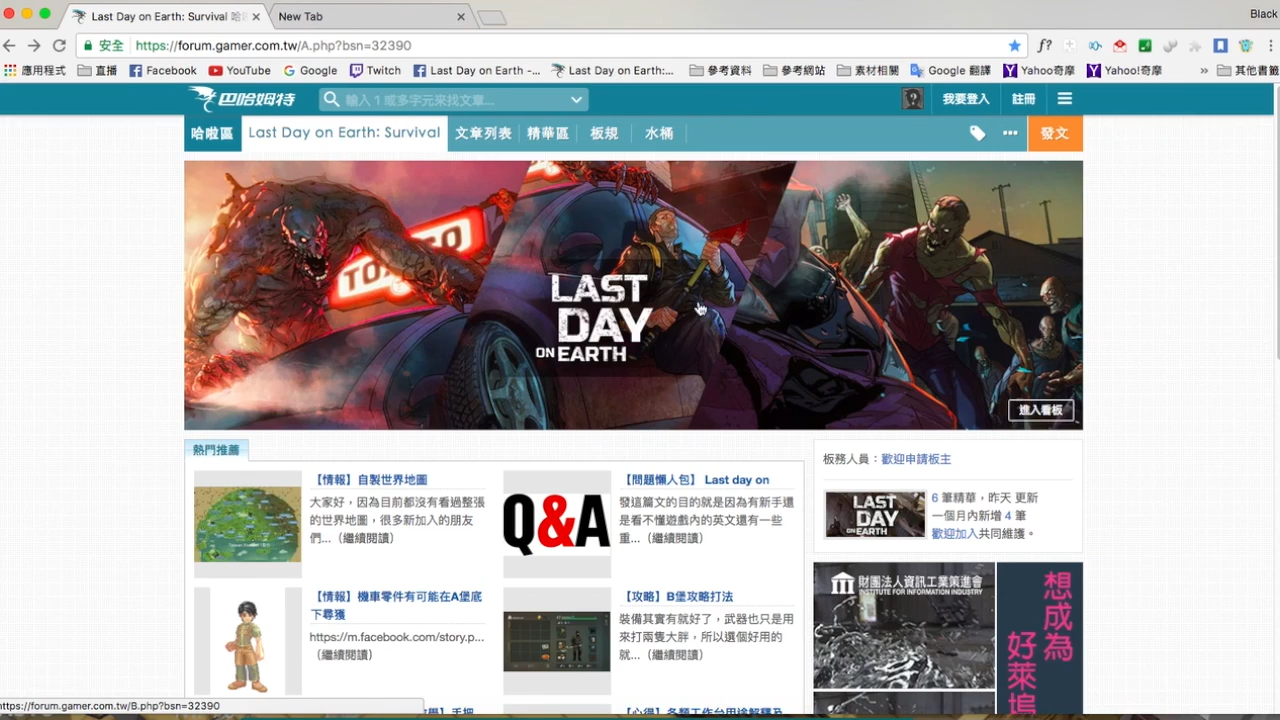 Last Day on Earth: Survival 哈
New Tab
Black
安全 https://forum.gamer.com.tw/A.php?bsn=32390
應用程式 直播 Facebook YouTube Google Twitch Last Day on Earth -... Last Day on Earth:... 參考資料 參考網站 素材相關 Google 翻譯 Yahoo奇摩 Yahoo!奇摩 » 其他書籤
巴哈姆特 輸入 1 或多字元來找文章... 我要登入 註冊
哈啦區 Last Day on Earth: Survival 文章列表 精華區 板規 水桶 發文
LAST
DAY
ON EARTH
進入看板
熱門推薦
【情報】自製世界地圖
大家好，因為目前都沒有看過整張
的世界地圖，很多新加入的朋友
們...（繼續閱讀）
Q&A
【問題懶人包】 Last day on
發這篇文的目的就是因為有新手還
是看不懂遊戲內的英文還有一些
重...（繼續閱讀）
【情報】機車零件有可能在A堡底
下尋獲
https://m.facebook.com/story.p...
（繼續閱讀）
【攻略】B堡攻略打法
裝備其實有就好了，武器也只是用
來打兩隻大胖，所以選個好用的
就...（繼續閱讀）
板務人員：歡迎申請板主
LAST
DAY
ON EARTH
6 筆精華，昨天 更新
一個月內新增 4 筆
歡迎加入共同維護。
財團法人資訊工業策進會
INSTITUTE FOR INFORMATION INDUSTRY
想成為
好萊塢
https://forum.gamer.com.tw/B.php?bsn=32390
【心得】各類工作台用途解釋及